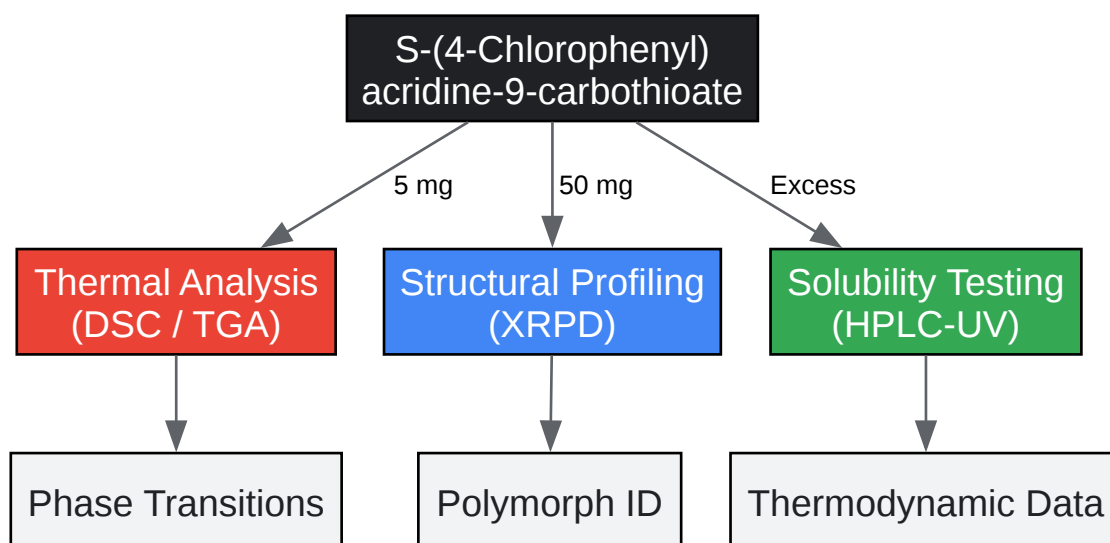 S-(4-Chlorophenyl)
acridine-9-carbothioate
5 mg
50 mg
Excess
Thermal Analysis
(DSC / TGA)
Structural Profiling
(XRPD)
Solubility Testing
(HPLC-UV)
Phase Transitions
Polymorph ID
Thermodynamic Data